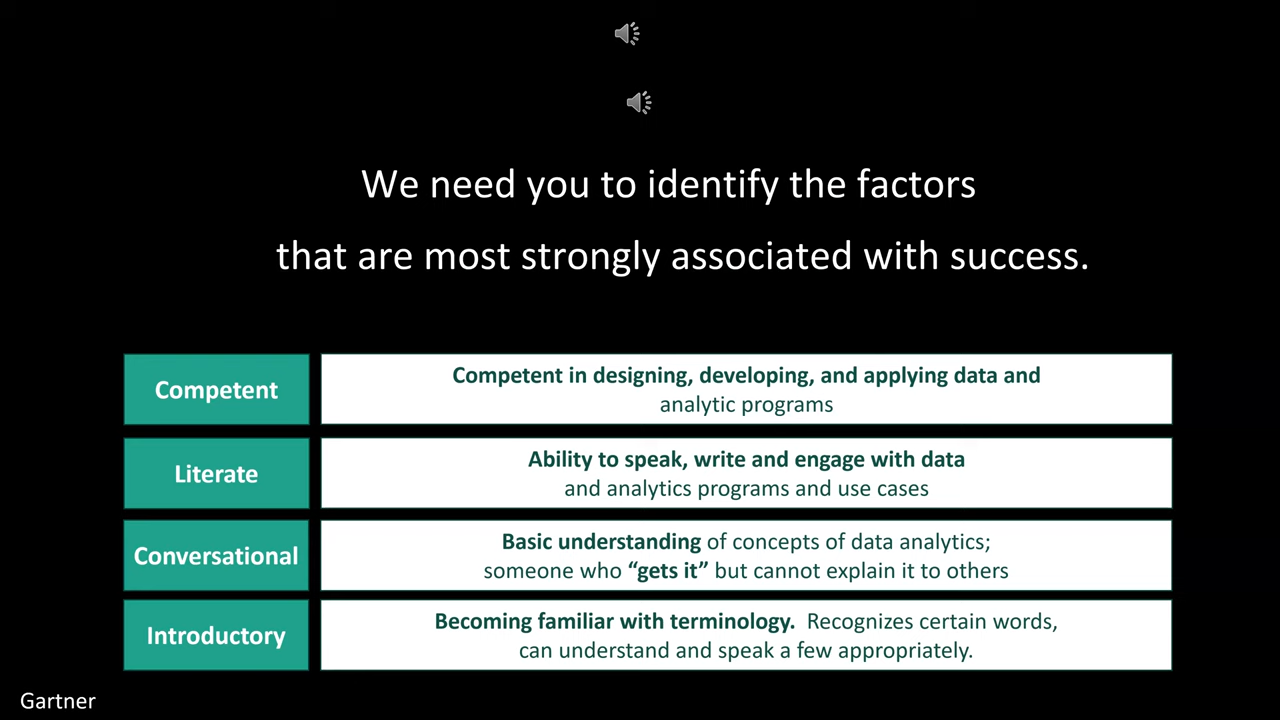 We need you to identify the factors
that are most strongly associated with success.
Competent
Competent in designing, developing, and applying data and
analytic programs
Literate
Ability to speak, write and engage with data
and analytics programs and use cases
Conversational
Basic understanding of concepts of data analytics;
someone who “gets it” but cannot explain it to others
Introductory
Becoming familiar with terminology.  Recognizes certain words,
can understand and speak a few appropriately.
Gartner